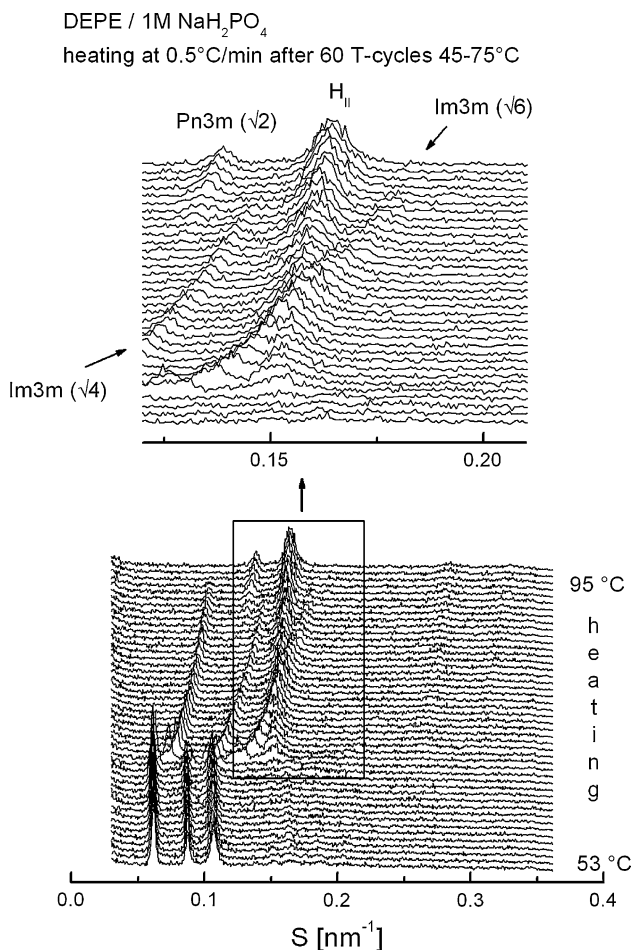 DEPE / 1M NaH₂PO₄
heating at 0.5°C/min after 60 T-cycles 45-75°C
H_II
Pn3m (√2)
Im3m (√6)
Im3m (√4)
0.15
0.20
95 °C
h
e
a
t
i
n
g
53 °C
0.0
0.1
0.2
0.3
0.4
S [nm⁻¹]